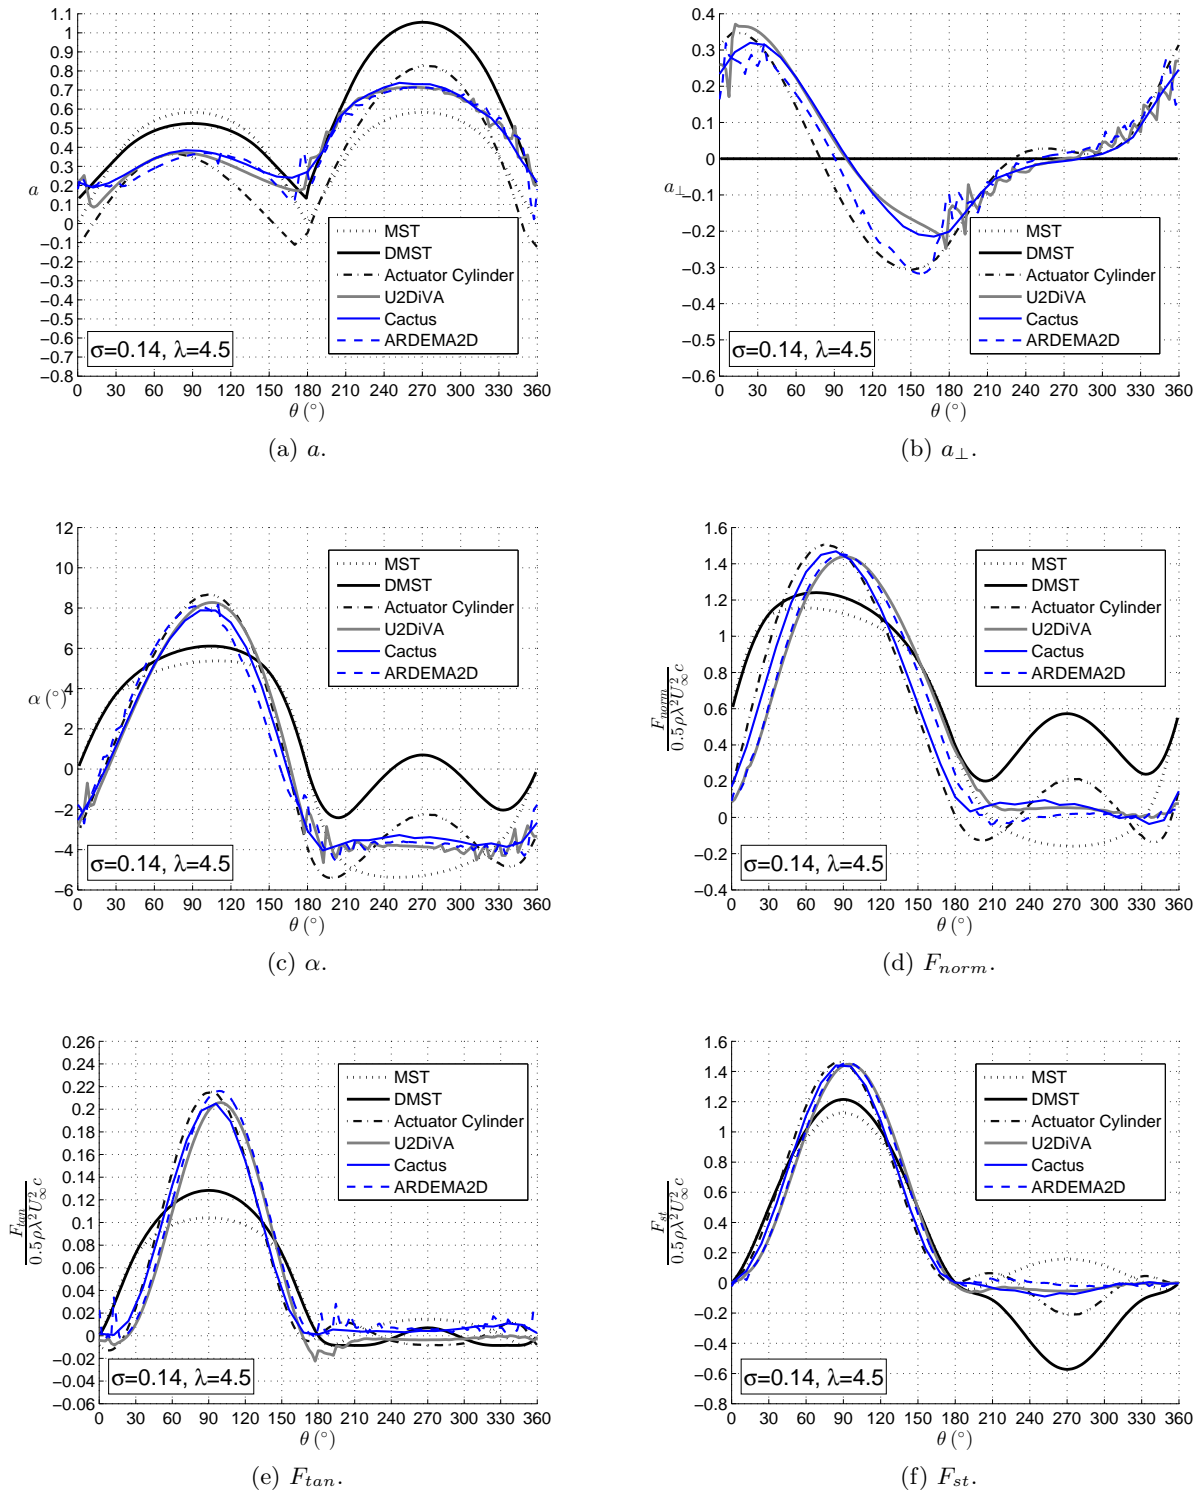 1.1
1
0.9
0.8
0.7
0.6
0.5
0.4
0.3
a 0.2
0.1
0
−0.1
−0.2
−0.3
−0.4
−0.5
−0.6
−0.7
−0.8
MST
DMST
Actuator Cylinder
U2DiVA
Cactus
ARDEMA2D
σ=0.14, λ=4.5
0 30 60 90 120 150 180 210 240 270 300 330 360
θ (°)
(a) a.
0.4
0.3
0.2
0.1
0
a⊥ −0.1
−0.2
−0.3
−0.4
−0.5
−0.6
MST
DMST
Actuator Cylinder
U2DiVA
Cactus
ARDEMA2D
σ=0.14, λ=4.5
0 30 60 90 120 150 180 210 240 270 300 330 360
θ (°)
(b) a⊥.
12
10
8
6
4
α (°)
2
0
−2
−4
−6
MST
DMST
Actuator Cylinder
U2DiVA
Cactus
ARDEMA2D
σ=0.14, λ=4.5
0 30 60 90 120 150 180 210 240 270 300 330 360
θ (°)
(c) α.
1.6
1.4
1.2
1
0.8
0.6
0.4
0.2
0
−0.2
−0.4
F_norm / 0.5ρλ²U²∞c
MST
DMST
Actuator Cylinder
U2DiVA
Cactus
ARDEMA2D
σ=0.14, λ=4.5
0 30 60 90 120 150 180 210 240 270 300 330 360
θ (°)
(d) F_norm.
0.26
0.24
0.22
0.2
0.18
0.16
0.14
0.12
0.1
0.08
0.06
0.04
0.02
0
−0.02
−0.04
−0.06
F_tan / 0.5ρλ²U²∞c
MST
DMST
Actuator Cylinder
U2DiVA
Cactus
ARDEMA2D
σ=0.14, λ=4.5
0 30 60 90 120 150 180 210 240 270 300 330 360
θ (°)
(e) F_tan.
1.6
1.4
1.2
1
0.8
0.6
0.4
0.2
0
−0.2
−0.4
−0.6
−0.8
F_st / 0.5ρλ²U²∞c
MST
DMST
Actuator Cylinder
U2DiVA
Cactus
ARDEMA2D
σ=0.14, λ=4.5
0 30 60 90 120 150 180 210 240 270 300 330 360
θ (°)
(f) F_st.